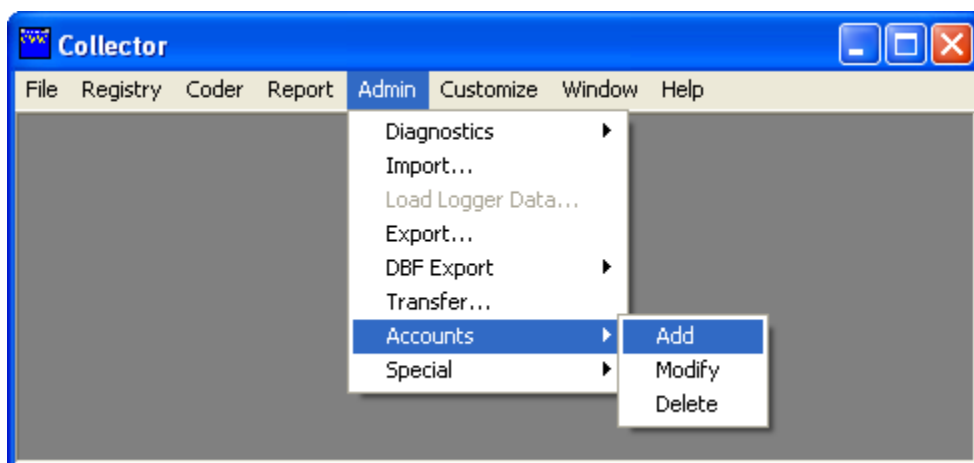 Collector
File Registry Coder Report Admin Customize Window Help
Diagnostics
Import...
Load Logger Data...
Export...
DBF Export
Transfer...
Accounts
Special
Add
Modify
Delete